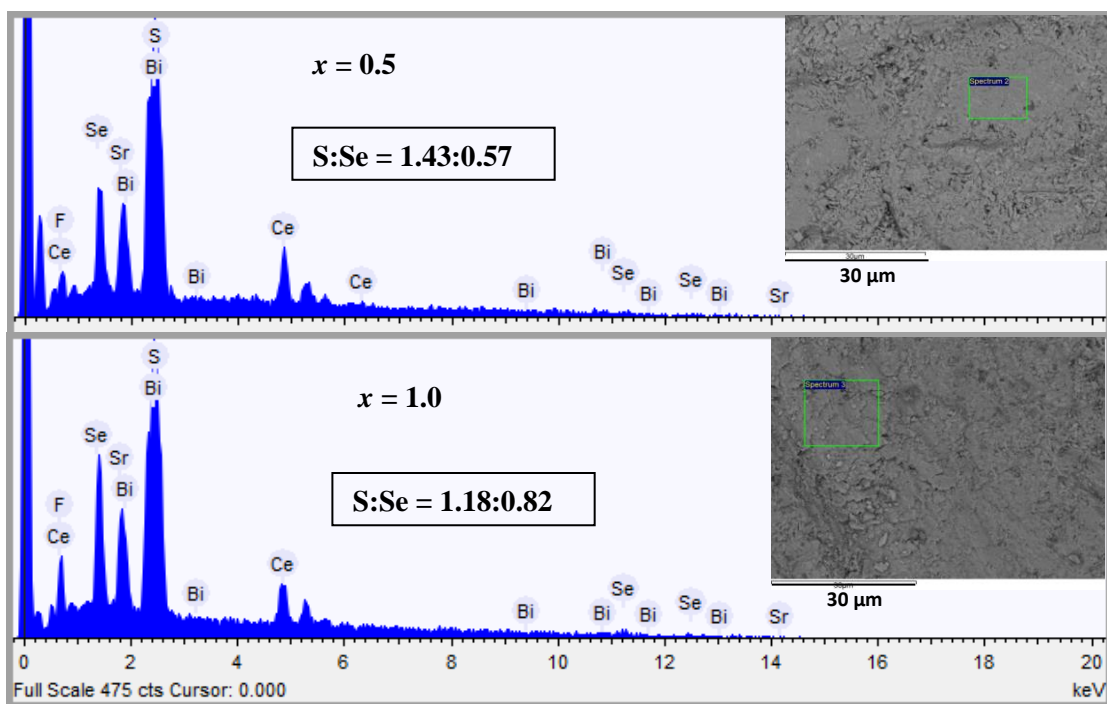 S
Bi
x = 0.5
Spectrum 2
Se
S:Se = 1.43:0.57
Sr
Bi
F
Ce
Ce
Bi
Bi
Se
Ce
Bi
Bi
Se
Bi
Sr
30µm
30 µm
S
Bi
x = 1.0
Spectrum 3
Se
Sr
S:Se = 1.18:0.82
Bi
F
Ce
Ce
Bi
Bi
Bi
Se
Bi
Se
Bi
Sr
30µm
30 µm
0 2 4 6 8 10 12 14 16 18 20
Full Scale 475 cts Cursor: 0.000 keV